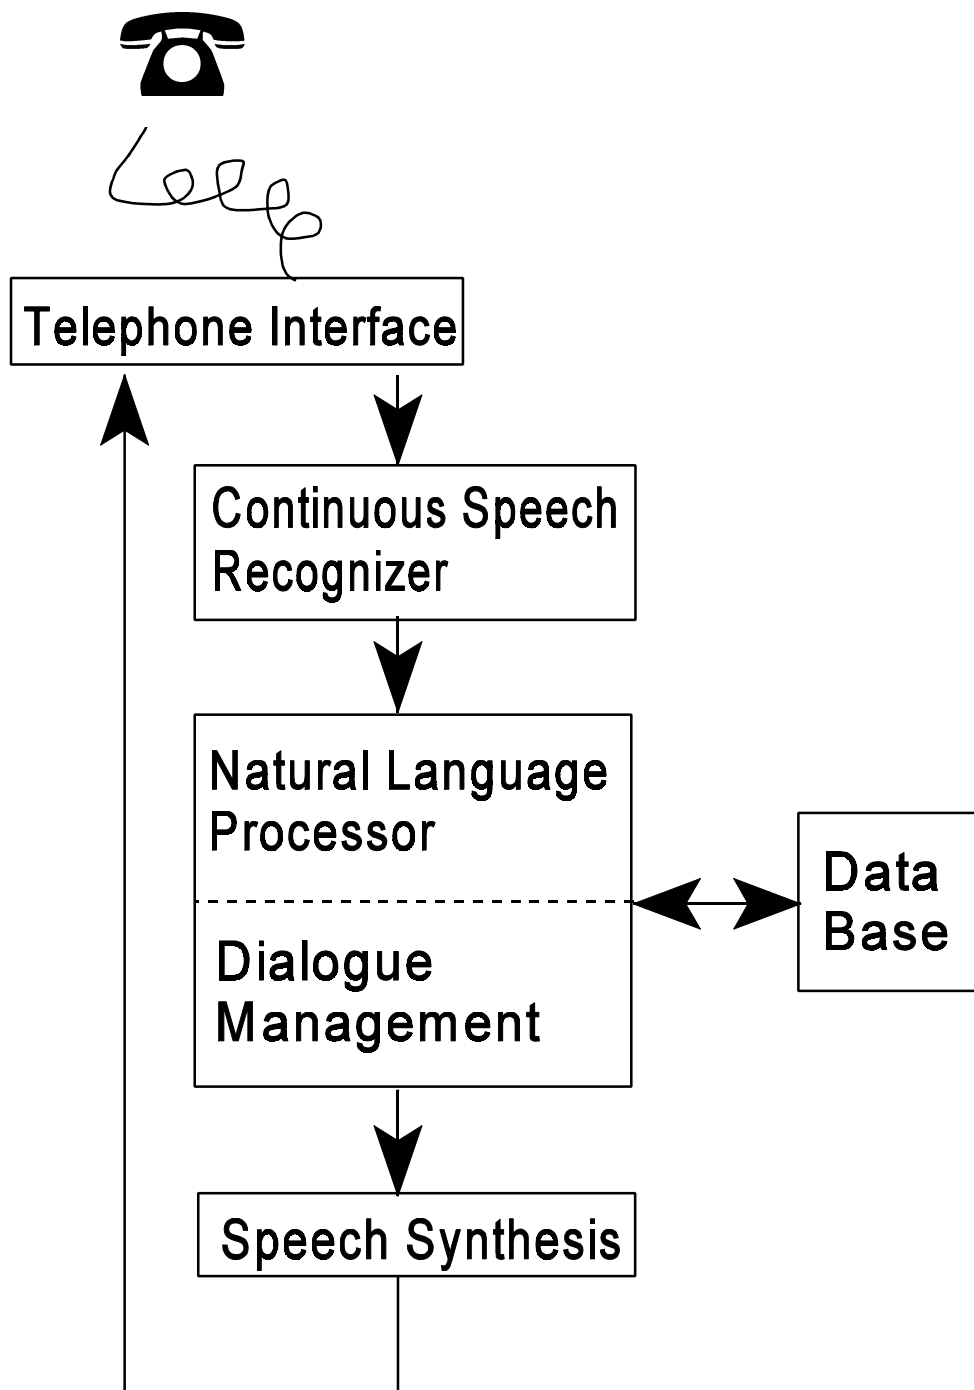 Telephone Interface
Continuous Speech
Recognizer
Natural Language
Processor
Dialogue
Management
Data
Base
Speech Synthesis